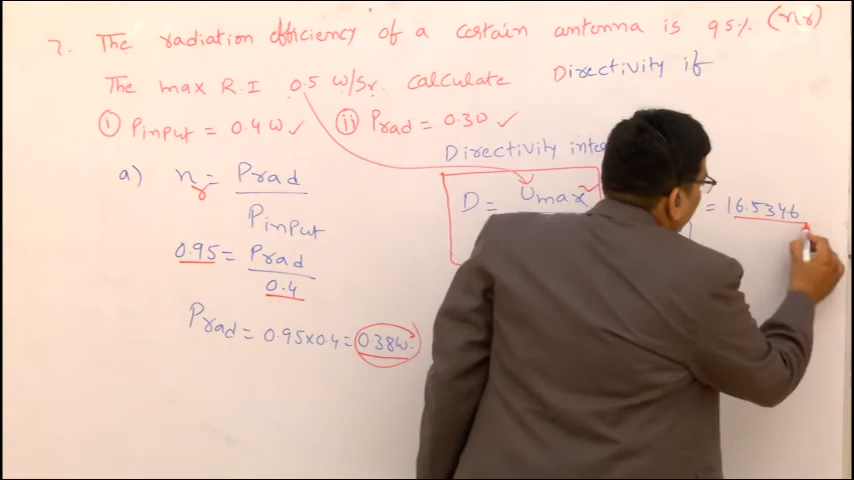 7. The radiation efficiency of a certain antenna is 95% (ηr)
The max R.I 0.5 W/Sr. Calculate Directivity if
(i) Pinput = 0.4 W ✓ (ii) Prad = 0.3W ✓
Directivity
a) ηr = Prad / Pinput
D = Umax
= 16.5346
0.95 = Prad / 0.4
Prad = 0.95×0.4 = 0.38W.